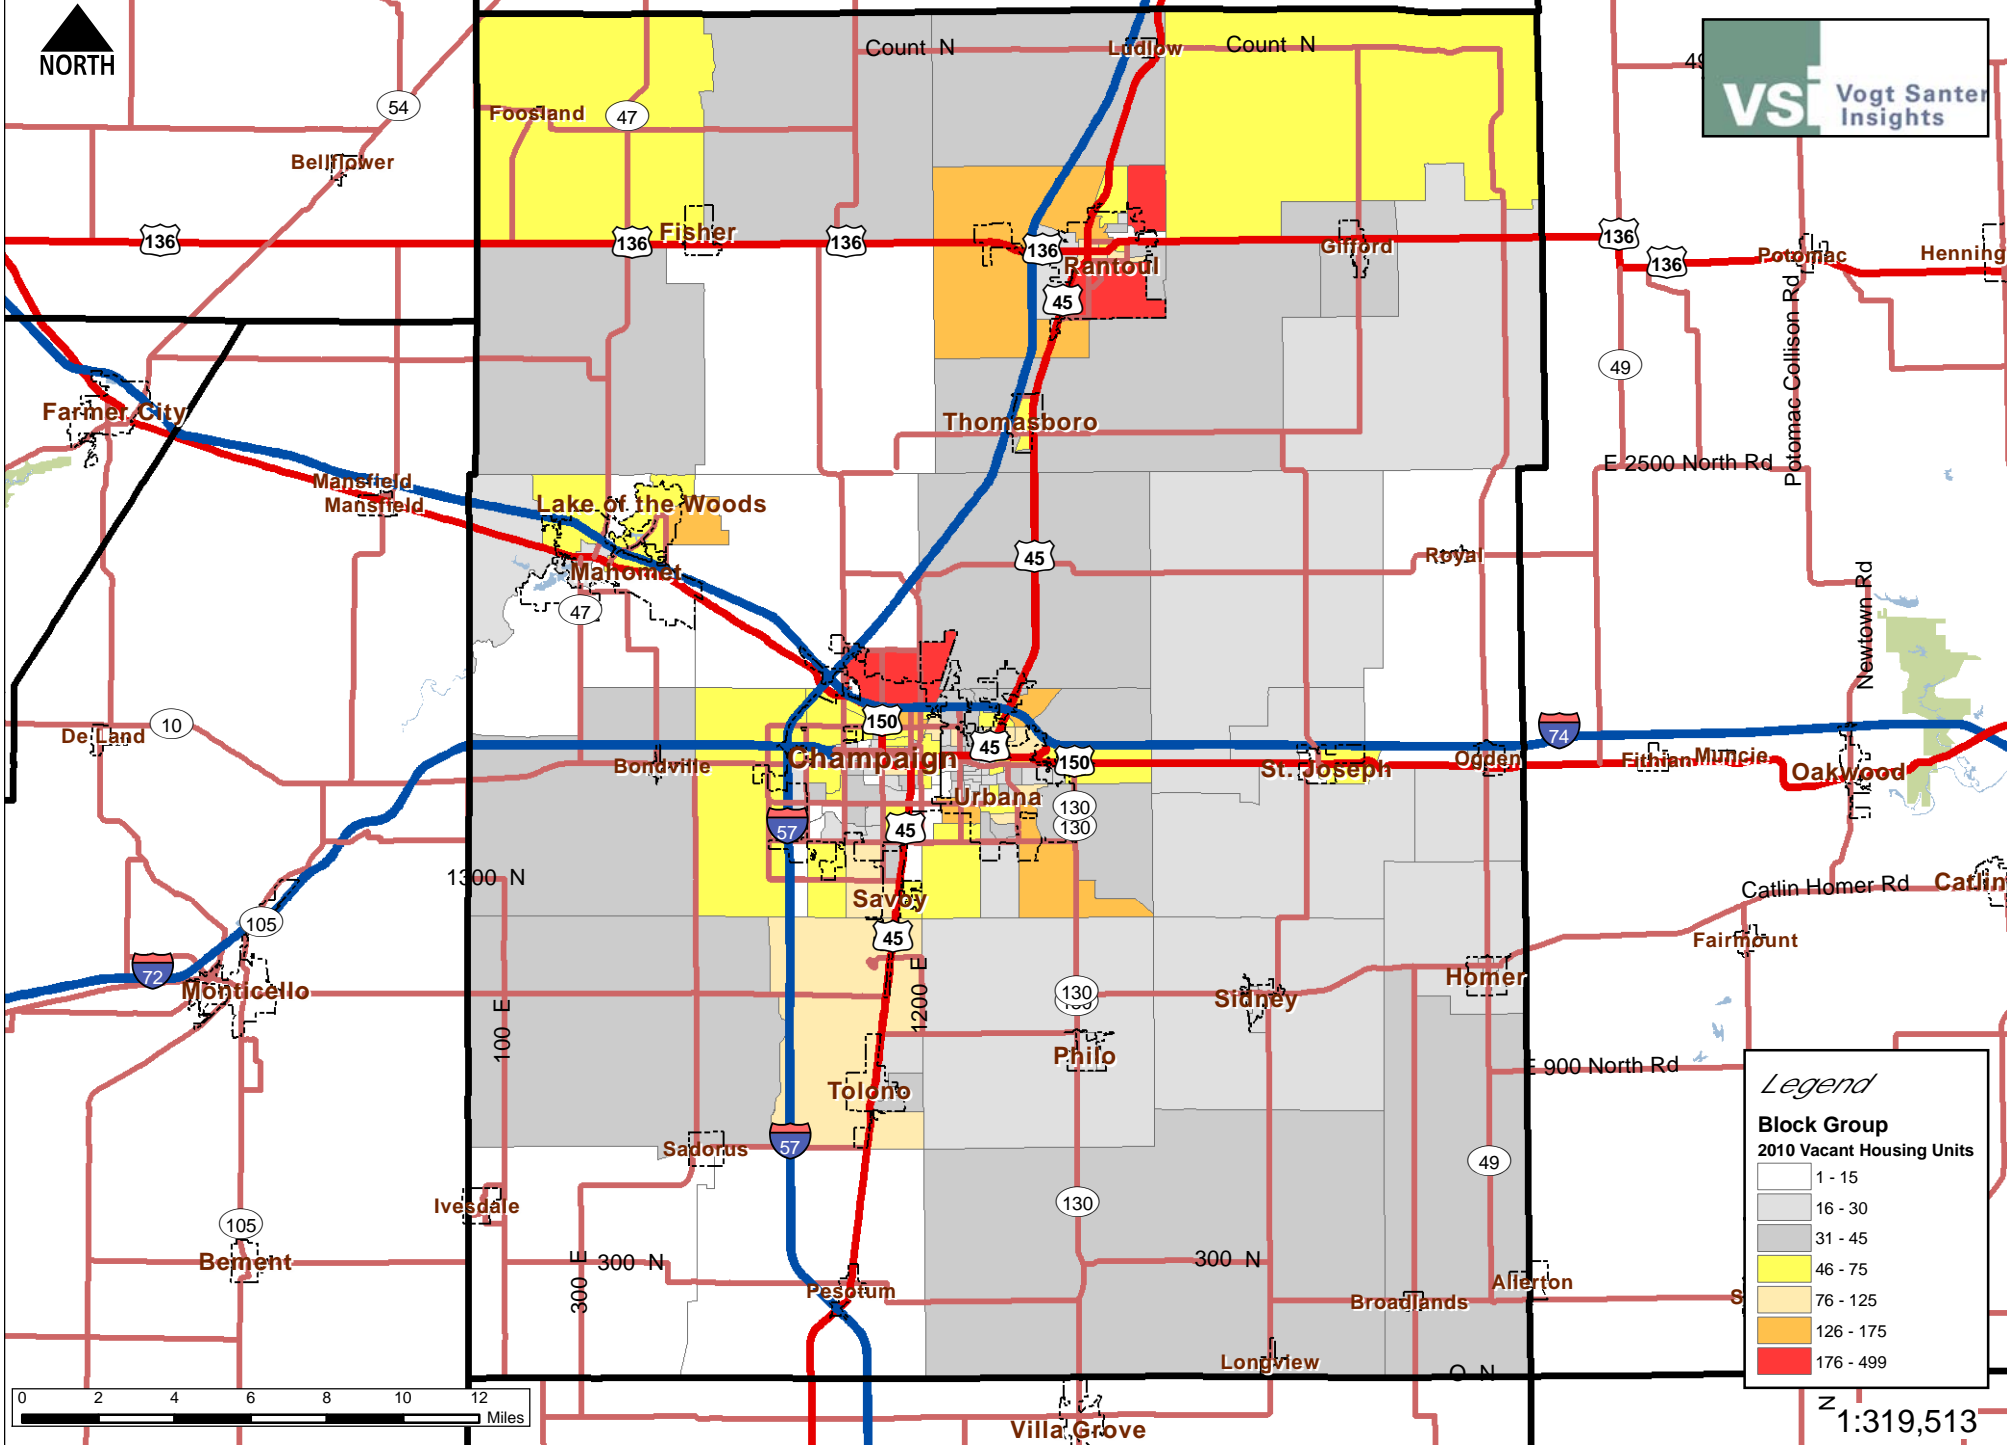 NORTH
Count N
Ludlow
Count N
49
VSi Vogt Santer
Insights
54
47
Foosland
Bellflower
136
136
Fisher
136
136
Rantoul
Gifford
136
136
Potomac
Henning
45
Potomac Collison Rd
49
Farmer City
Thomasboro
E 2500 North Rd
Mansfield
Mansfield
Lake of the Woods
45
Royal
Mahomet
47
Newtown Rd
10
De Land
150
45
150
74
Bondville
Champaign
St. Joseph
Ogden
Fithian
Muncie
Oakwood
Urbana
130
130
57
45
1300 N
Savoy
Catlin Homer Rd
Catlin
105
45
Fairmount
72
Monticello
100 E
1200 E
130
Sidney
Homer
Philo
E 900 North Rd
Tolono
57
Sadorus
49
Ivesdale
130
105
Bement
300 E
300 N
300 N
Pesotum
Allerton
Broadlands
S
Longview
O N
Villa Grove
Legend
Block Group
2010 Vacant Housing Units
1 - 15
16 - 30
31 - 45
46 - 75
76 - 125
126 - 175
176 - 499
0 2 4 6 8 10 12
Miles
N
1:319,513